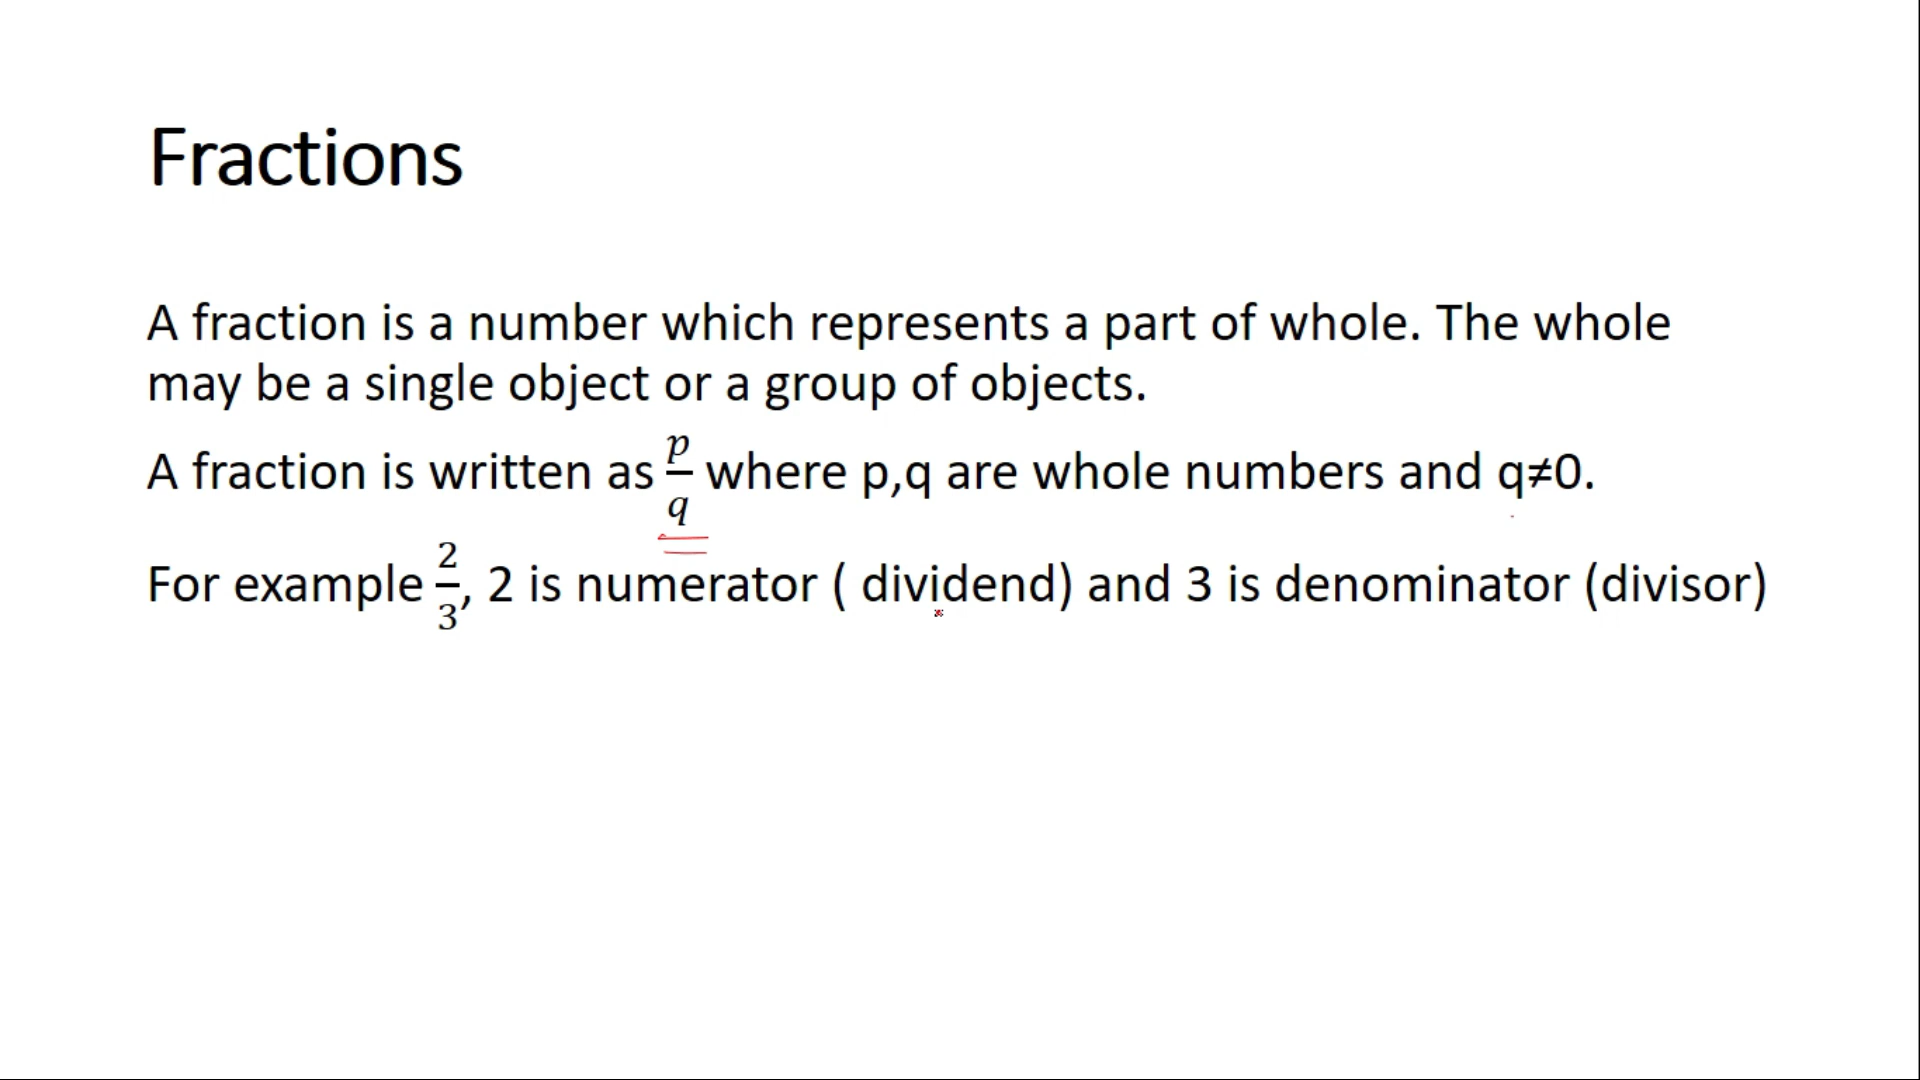 Fractions
A fraction is a number which represents a part of whole. The whole
may be a single object or a group of objects.
A fraction is written as p/q where p,q are whole numbers and q≠0.
For example 2/3, 2 is numerator ( dividend) and 3 is denominator (divisor)